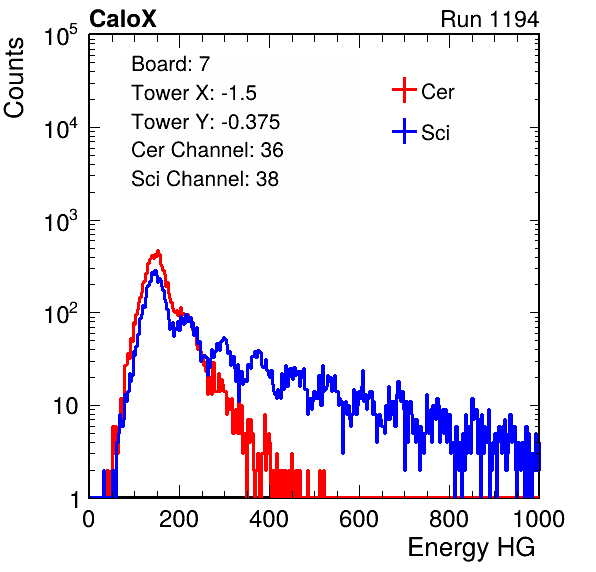 CaloX Run 1194
Counts
10^5
10^4
10^3
10^2
10
1
Board: 7
Tower X: -1.5
Tower Y: -0.375
Cer Channel: 36
Sci Channel: 38
Cer
Sci
0 200 400 600 800 1000
Energy HG